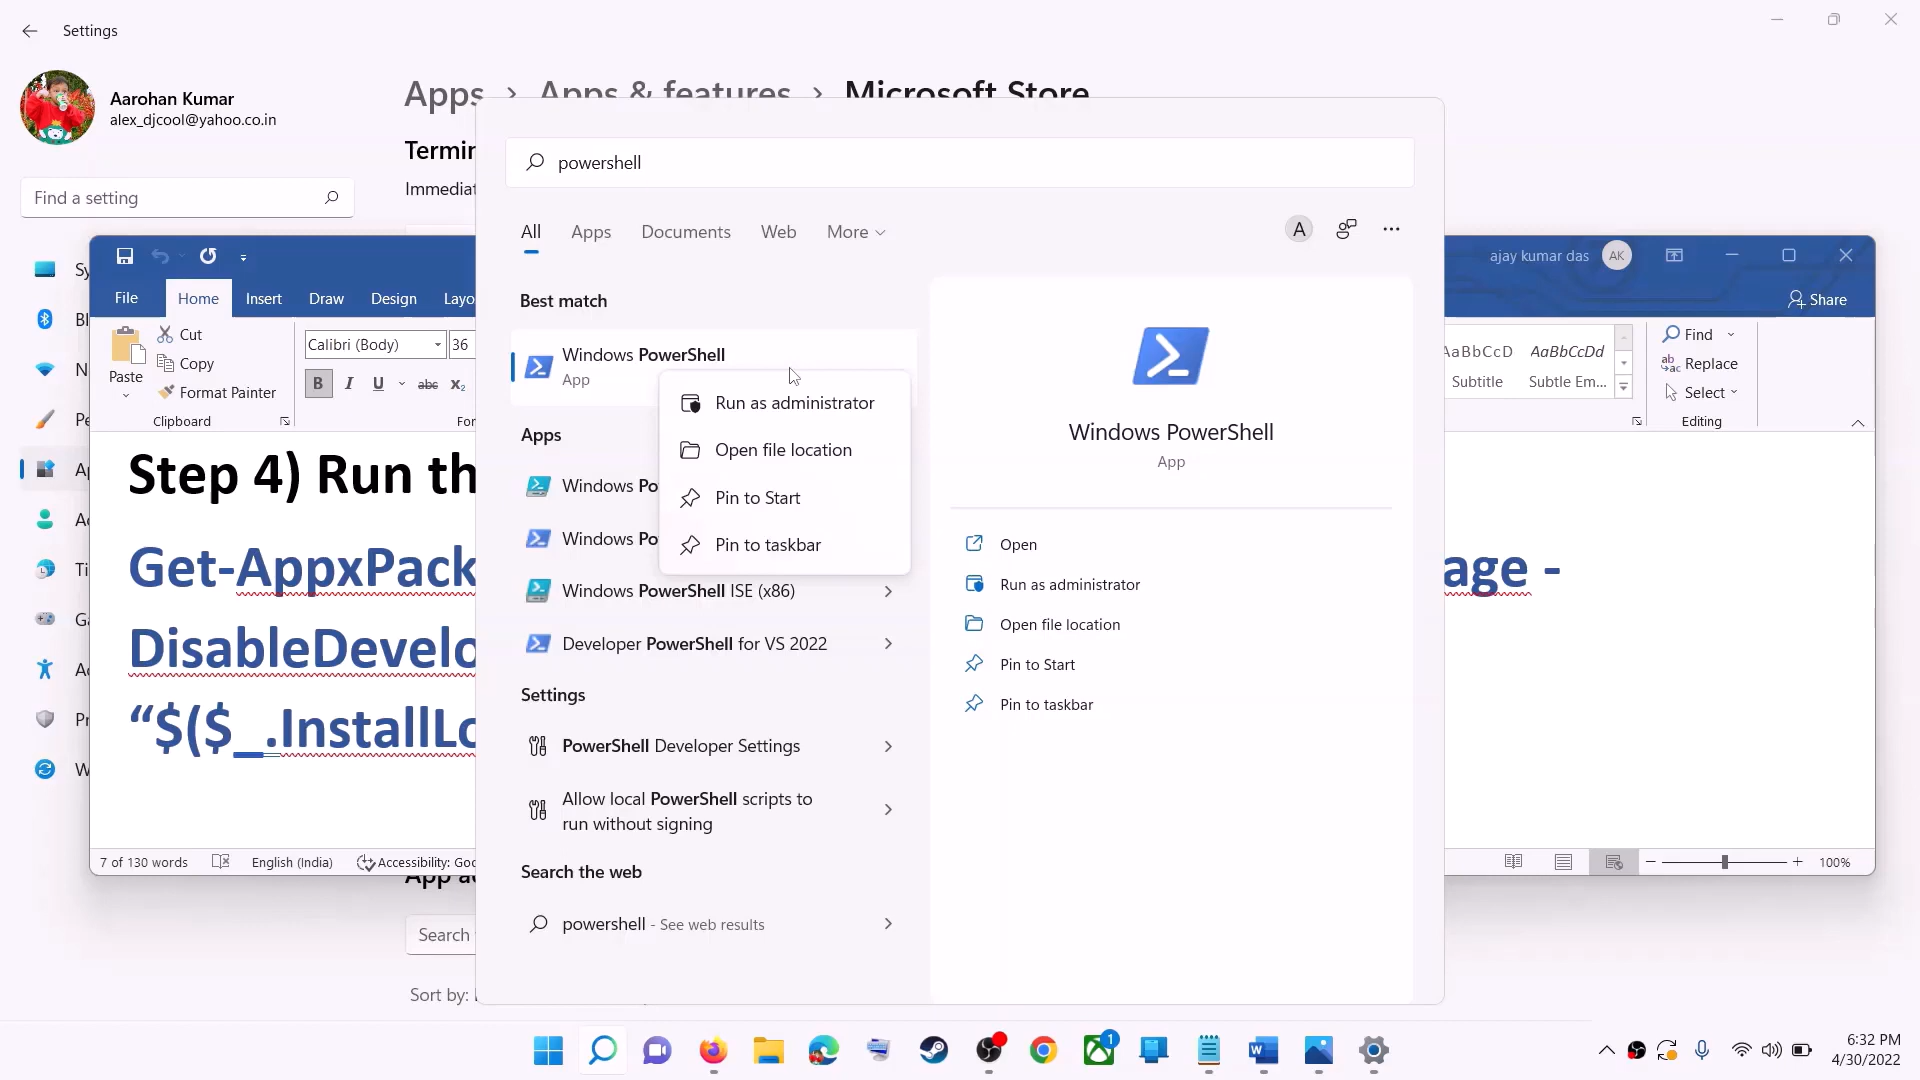 Settings
Aarohan Kumar
alex_djcool@yahoo.co.in
Find a setting
Apps > Apps & features > Microsoft Store
powershell
All Apps Documents Web More
A
Best match
Windows PowerShell
App
Run as administrator
Open file location
Pin to Start
Pin to taskbar
Apps
Windows Po
Windows Po
Windows PowerShell ISE (x86)
Developer PowerShell for VS 2022
Settings
PowerShell Developer Settings
Allow local PowerShell scripts to
run without signing
Search the web
powershell - See web results
Windows PowerShell
App
Open
Run as administrator
Open file location
Pin to Start
Pin to taskbar
ajay kumar das AK
File Home Insert Draw Design Layo
Share
Paste
Cut
Copy
Format Painter
Clipboard
Calibri (Body) 36
B I U abc x₂
AaBbCcD AaBbCcDd
Subtitle Subtle Em...
Find
Replace
Select
Editing
Step 4) Run th
Get-AppxPack age -
DisableDevelo
“$($_.InstallLo
7 of 130 words English (India) Accessibility: Goo
100%
Search
Sort by:
1
6:32 PM
4/30/2022